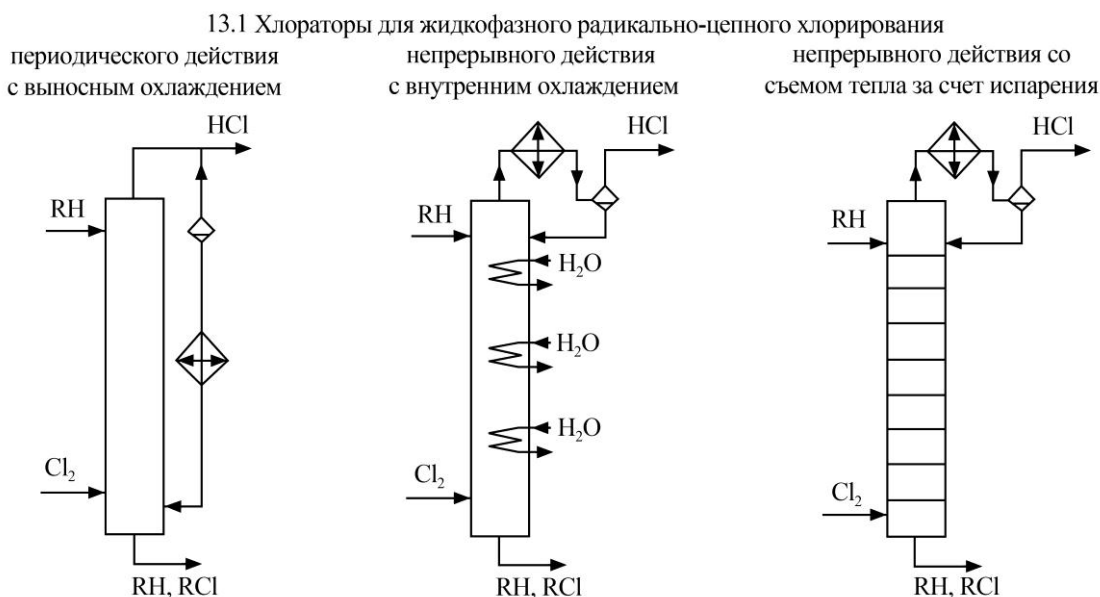 13.1 Хлораторы для жидкофазного радикально-цепного хлорирования
периодического действия
с выносным охлаждением
непрерывного действия
с внутренним охлаждением
непрерывного действия со
съемом тепла за счет испарения
HCl
RH
Cl₂
RH, RCl
HCl
RH
H₂O
H₂O
H₂O
Cl₂
RH, RCl
HCl
RH
Cl₂
RH, RCl